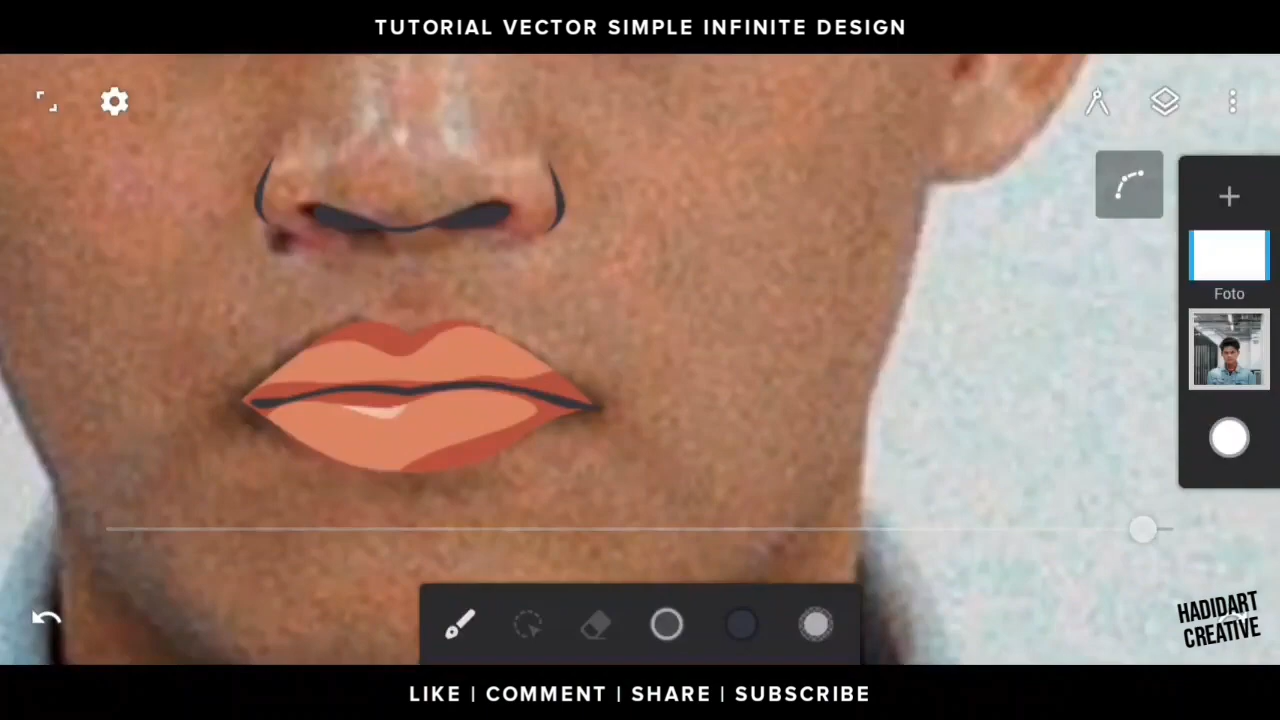 TUTORIAL VECTOR SIMPLE INFINITE DESIGN
Foto
HADIDART
CREATIVE
LIKE | COMMENT | SHARE | SUBSCRIBE